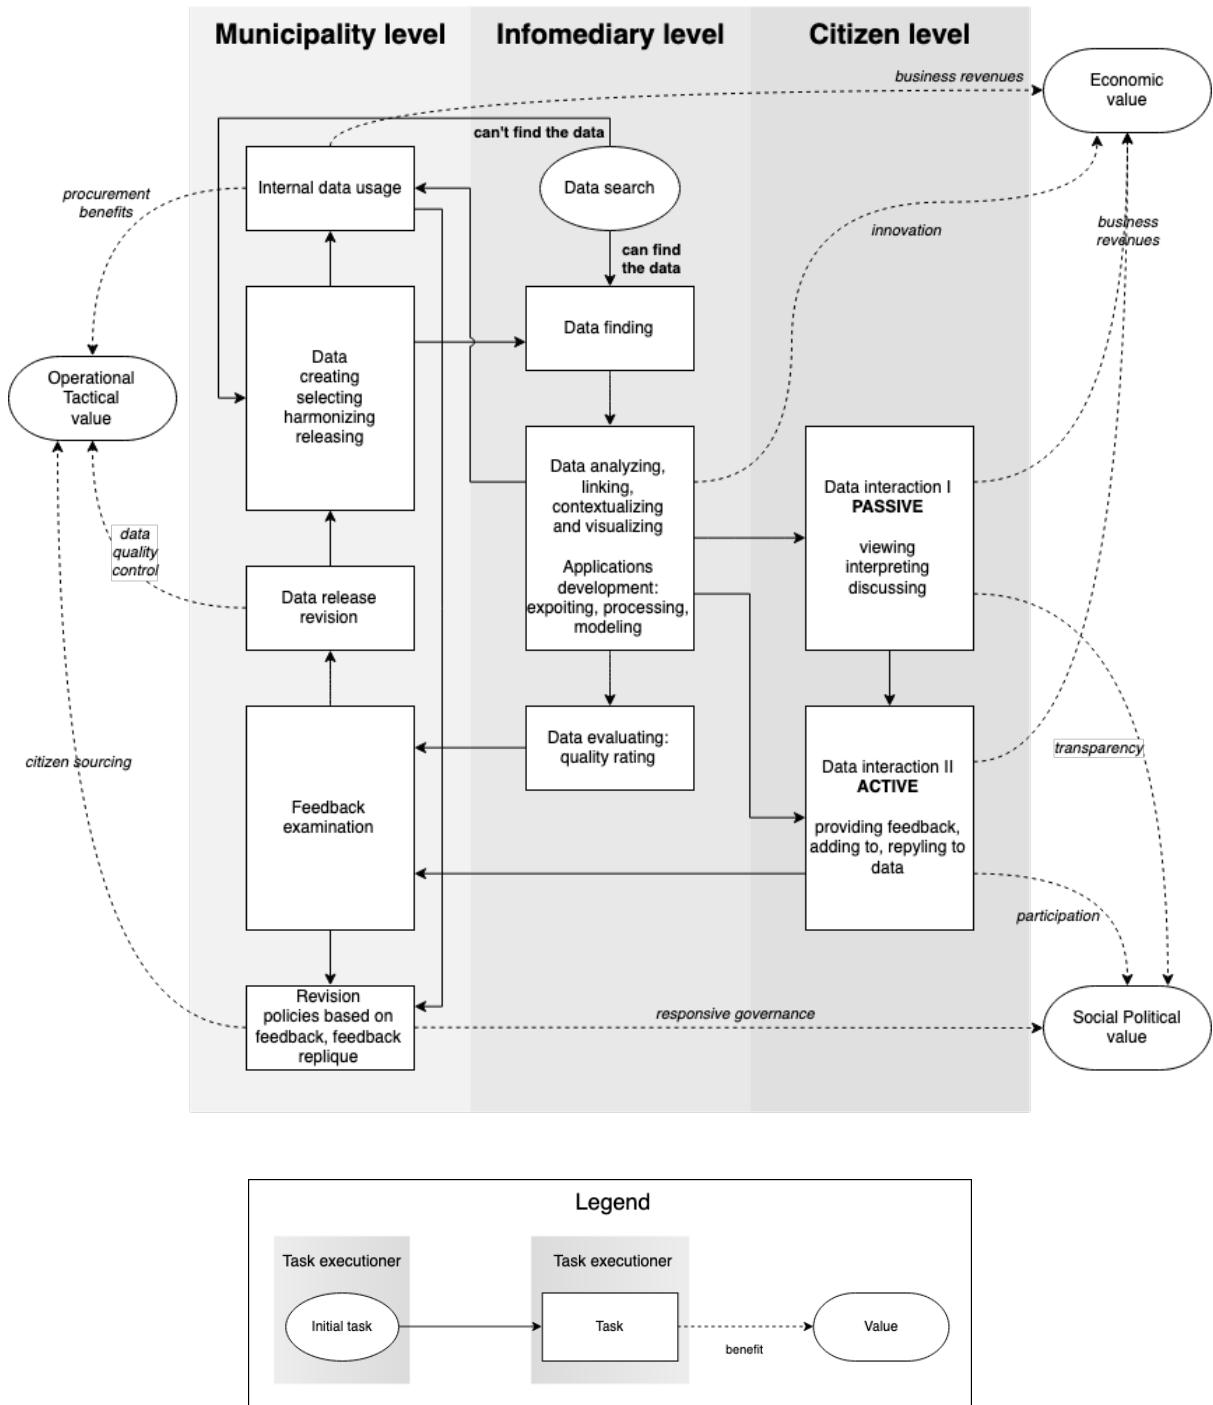 Municipality level
Infomediary level
Citizen level
business revenues
Economic
value
can't find the data
Internal data usage
Data search
procurement
benefits
innovation
business
revenues
can find
the data
Data finding
Data
creating
selecting
harmonizing
releasing
Operational
Tactical
value
Data analyzing,
linking,
contextualizing
and visualizing
Applications
development:
expoiting, processing,
modeling
Data interaction I
PASSIVE
viewing
interpreting
discussing
data
quality
control
Data release
revision
Data evaluating:
quality rating
citizen sourcing
Feedback
examination
Data interaction II
ACTIVE
providing feedback,
adding to, repyling to
data
transparency
participation
Revision
policies based on
feedback, feedback
replique
responsive governance
Social Political
value
Legend
Task executioner
Initial task
Task executioner
Task
benefit
Value